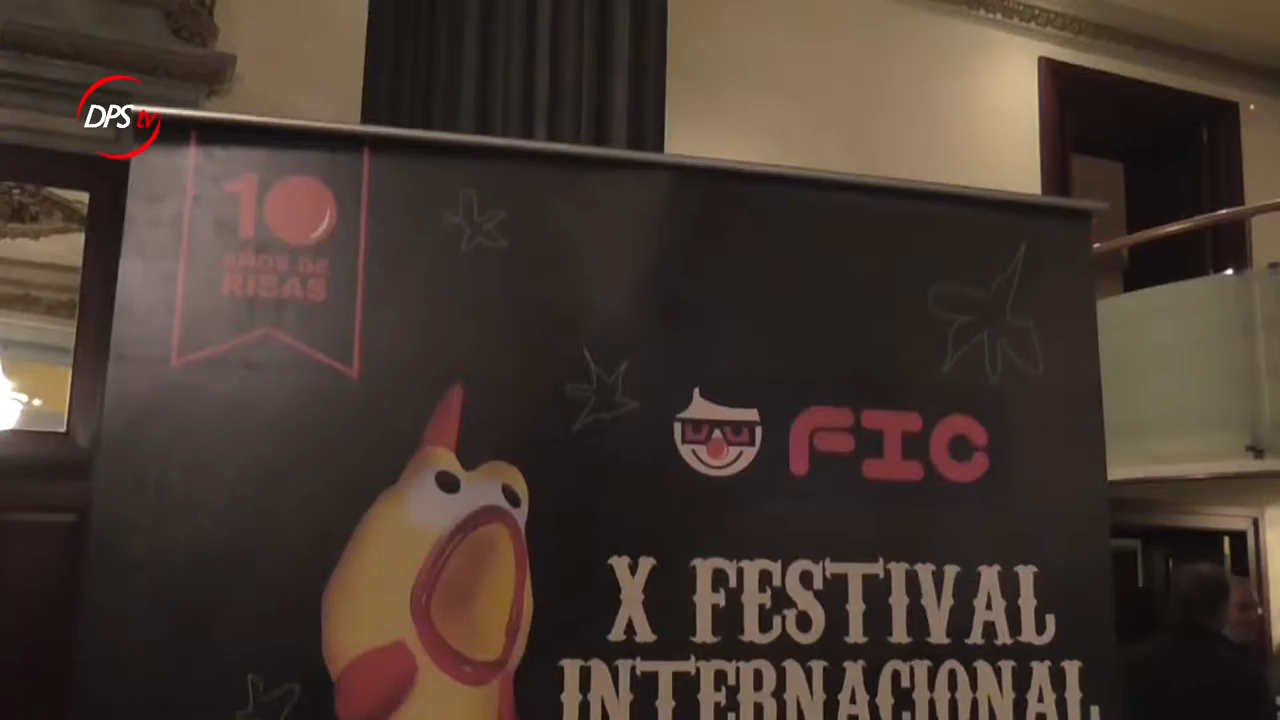 DPS tv
10
AÑOS DE
RISAS
FIC
X FESTIVAL
INTERNACIONAL